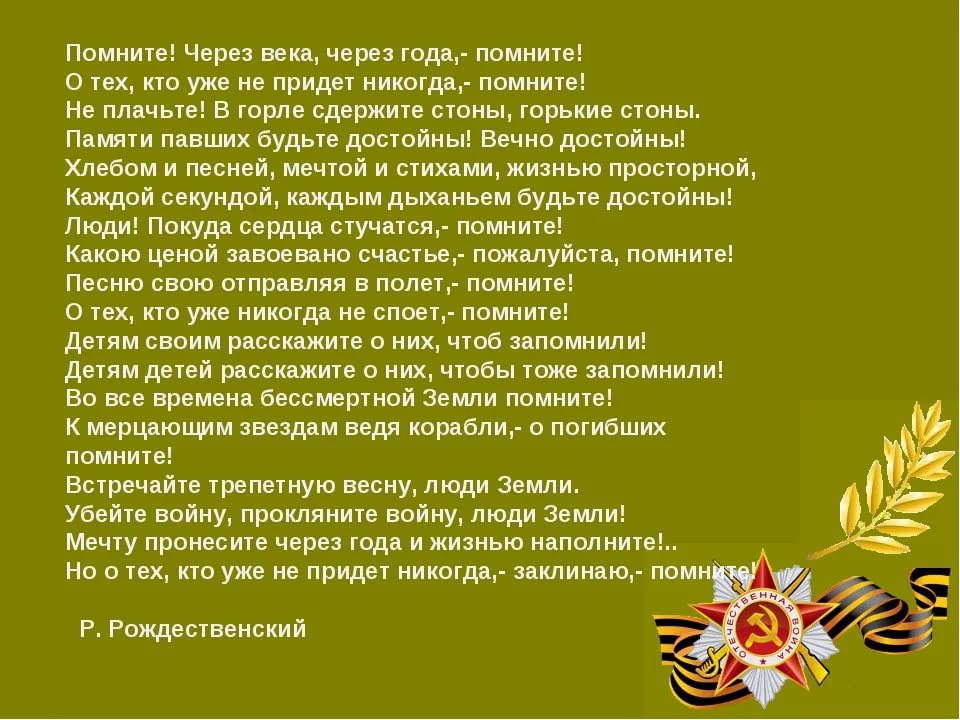 Помните! Через века, через года,- помните!
О тех, кто уже не придет никогда,- помните!
Не плачьте! В горле сдержите стоны, горькие стоны.
Памяти павших будьте достойны! Вечно достойны!
Хлебом и песней, мечтой и стихами, жизнью просторной,
Каждой секундой, каждым дыханьем будьте достойны!
Люди! Покуда сердца стучатся,- помните!
Какою ценой завоевано счастье,- пожалуйста, помните!
Песню свою отправляя в полет,- помните!
О тех, кто уже никогда не споет,- помните!
Детям своим расскажите о них, чтоб запомнили!
Детям детей расскажите о них, чтобы тоже запомнили!
Во все времена бессмертной Земли помните!
К мерцающим звездам ведя корабли,- о погибших
помните!
Встречайте трепетную весну, люди Земли.
Убейте войну, прокляните войну, люди Земли!
Мечту пронесите через года и жизнью наполните!..
Но о тех, кто уже не придет никогда,- заклинаю,- помните!
Р. Рождественский
ОТЕЧЕСТВЕННАЯ ВОЙНА